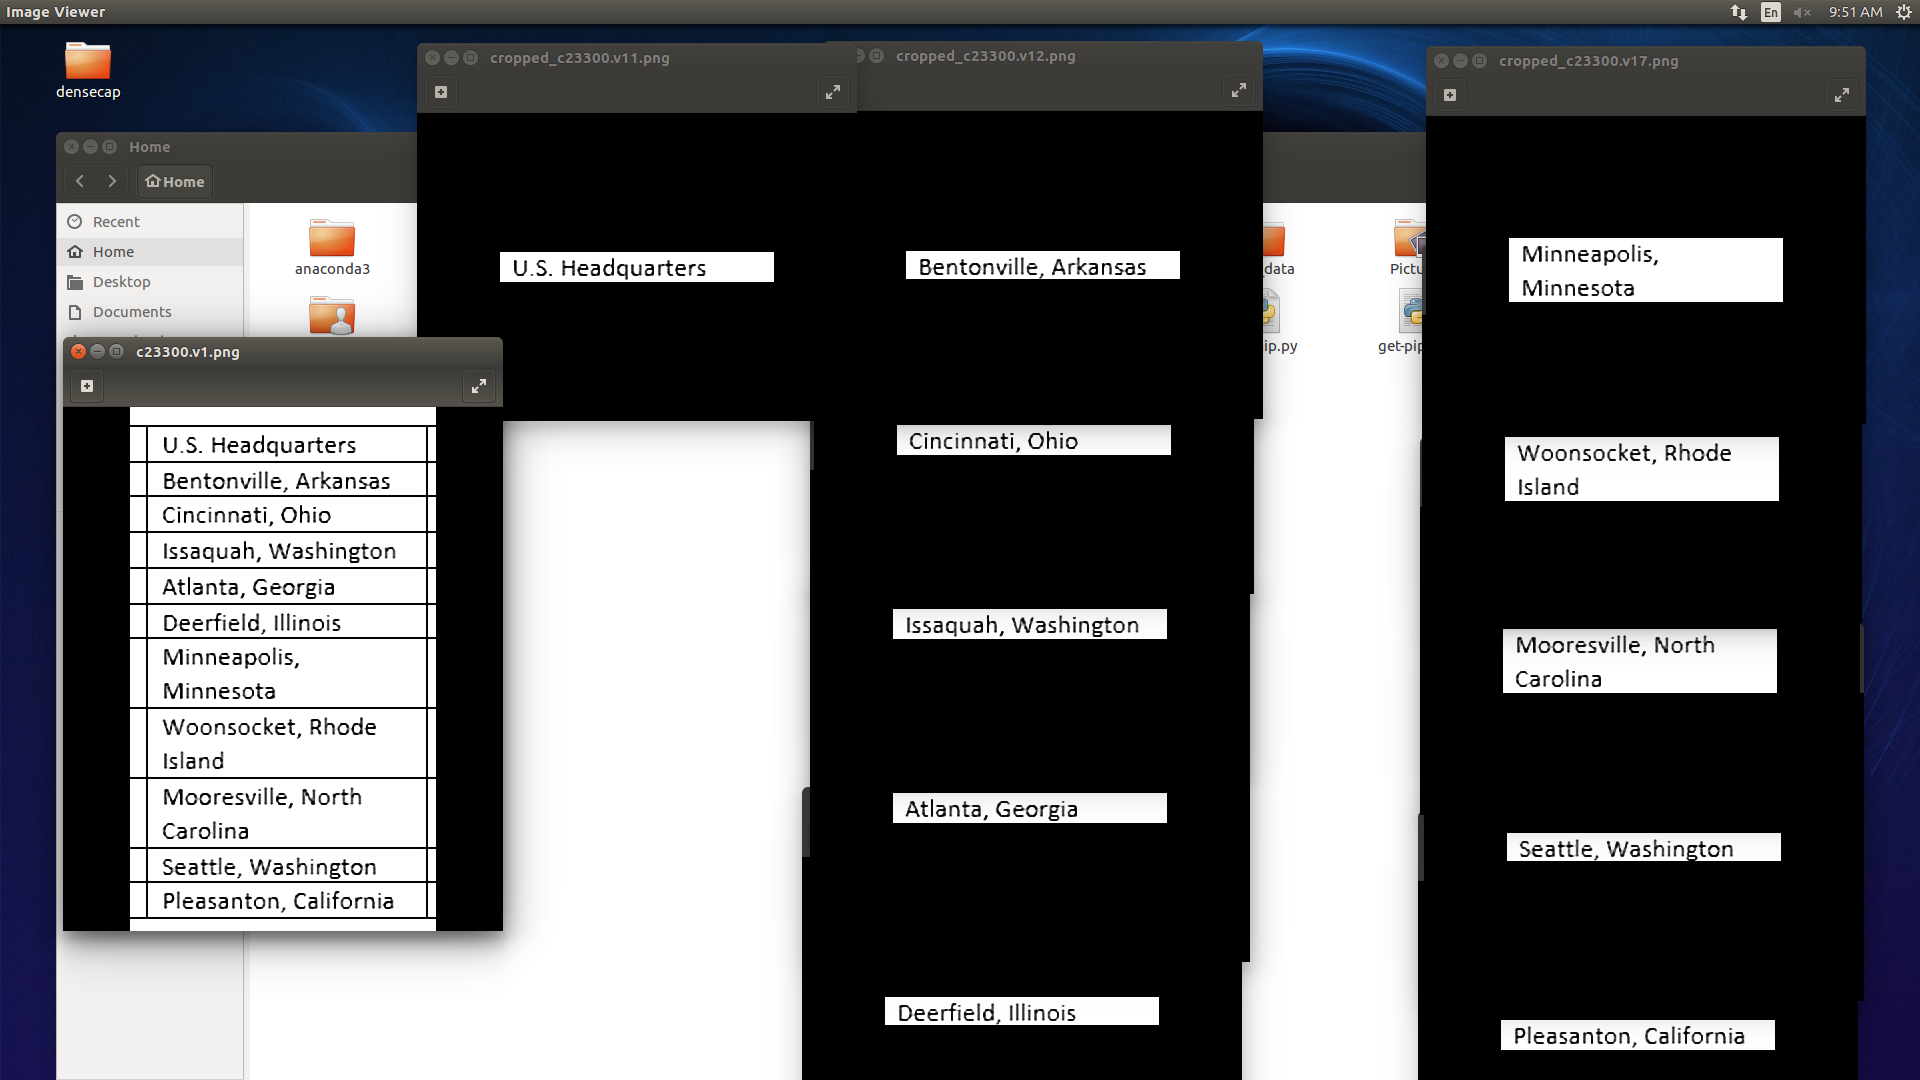 Image Viewer
En
9:51 AM
densecap
Home
Home
Recent
Home
Desktop
Documents
anaconda3
cropped_c23300.v11.png
U.S. Headquarters
cropped_c23300.v12.png
Bentonville, Arkansas
Cincinnati, Ohio
Issaquah, Washington
Atlanta, Georgia
Deerfield, Illinois
_data
ip.py
Pictu
get-pip
cropped_c23300.v17.png
Minneapolis,
Minnesota
Woonsocket, Rhode
Island
Mooresville, North
Carolina
Seattle, Washington
Pleasanton, California
c23300.v1.png
U.S. Headquarters
Bentonville, Arkansas
Cincinnati, Ohio
Issaquah, Washington
Atlanta, Georgia
Deerfield, Illinois
Minneapolis,
Minnesota
Woonsocket, Rhode
Island
Mooresville, North
Carolina
Seattle, Washington
Pleasanton, California